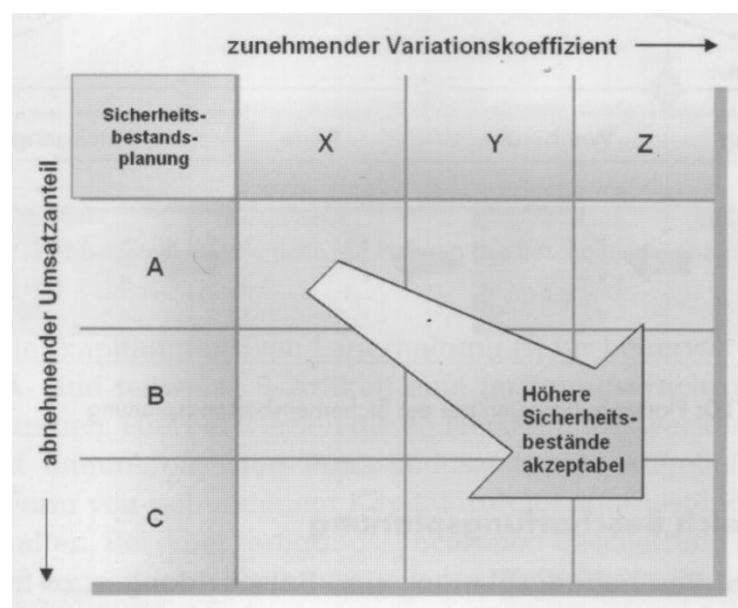 zunehmender Variationskoeffizient
Sicherheits-
bestands-
planung
X
Y
Z
abnehmender Umsatzanteil
A
B
C
Höhere
Sicherheits-
bestände
akzeptabel